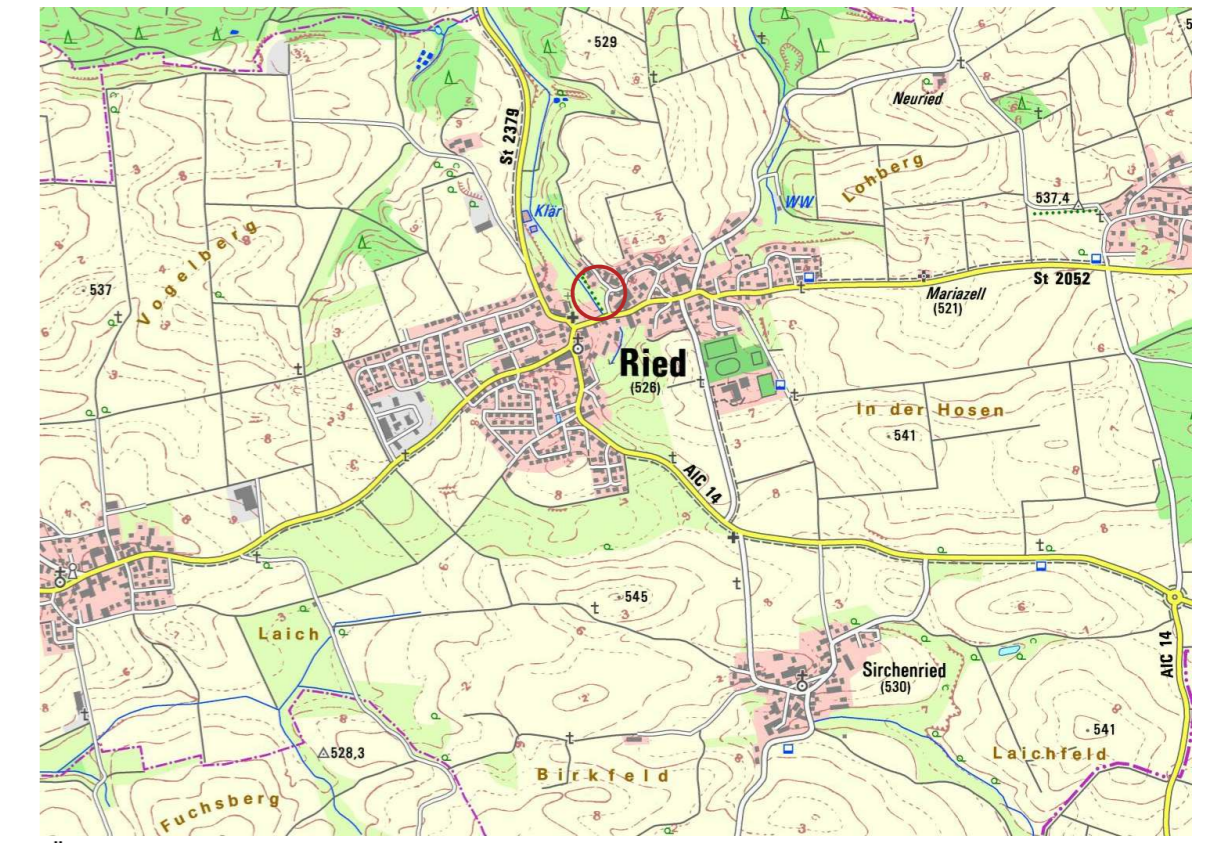 529
Neuried
St 2379
Lohberg
537,4
Klär
WW
Vogelberg
537
Mariazell
(521)
St 2052
Ried
(526)
In der Hosen
541
AIC 14
545
Laich
Sirchenried
(530)
AIC 14
541
528,3
Laichfeld
Birkfeld
Fuchsberg